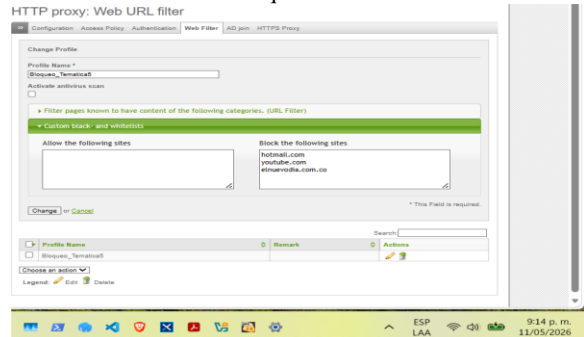 HTTP proxy: Web URL filter
>> Configuration Access Policy Authentication Web Filter AD join HTTPS Proxy
Change Profile
Profile Name *
Bloqueo_Tematica5
Activate antivirus scan
Filter pages known to have content of the following categories. (URL Filter)
Custom black- and whitelists
Allow the following sites Block the following sites
hotmail.com
youtube.com
elnuevodia.com.co
Change or Cancel * This Field is required.
Search:
Profile Name Remark Actions
Bloqueo_Tematica5
Choose an action
Legend: Edit Delete
ESP 9:14 p. m.
LAA 11/05/2026